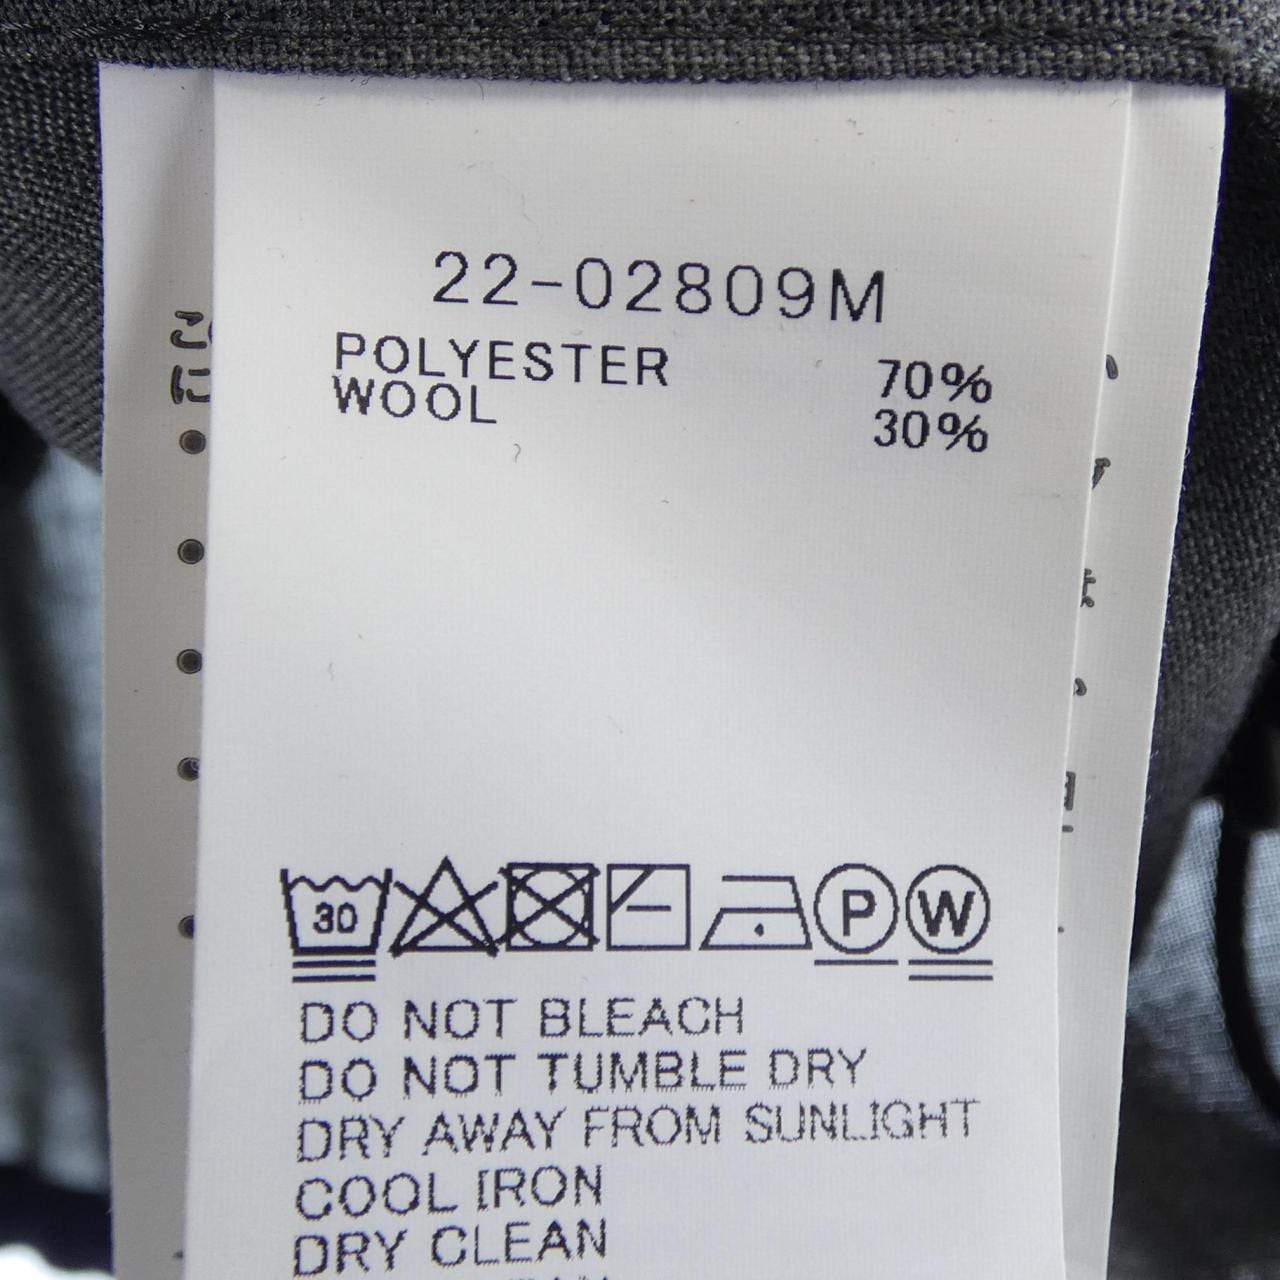 22-02809M
POLYESTER 70%
WOOL 30%
30
P W
DO NOT BLEACH
DO NOT TUMBLE DRY
DRY AWAY FROM SUNLIGHT
COOL IRON
DRY CLEAN